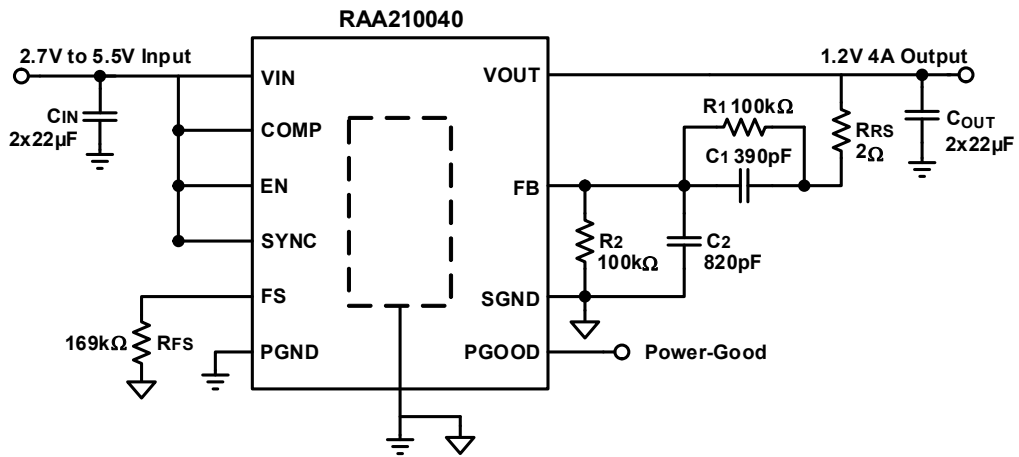 RAA210040
2.7V to 5.5V Input
CIN
2x22µF
VIN
COMP
EN
SYNC
FS
PGND
169kΩ RFS
VOUT
FB
SGND
PGOOD
1.2V 4A Output
R1 100kΩ
C1 390pF
RRS
2Ω
COUT
2x22µF
R2
100kΩ
C2
820pF
Power-Good